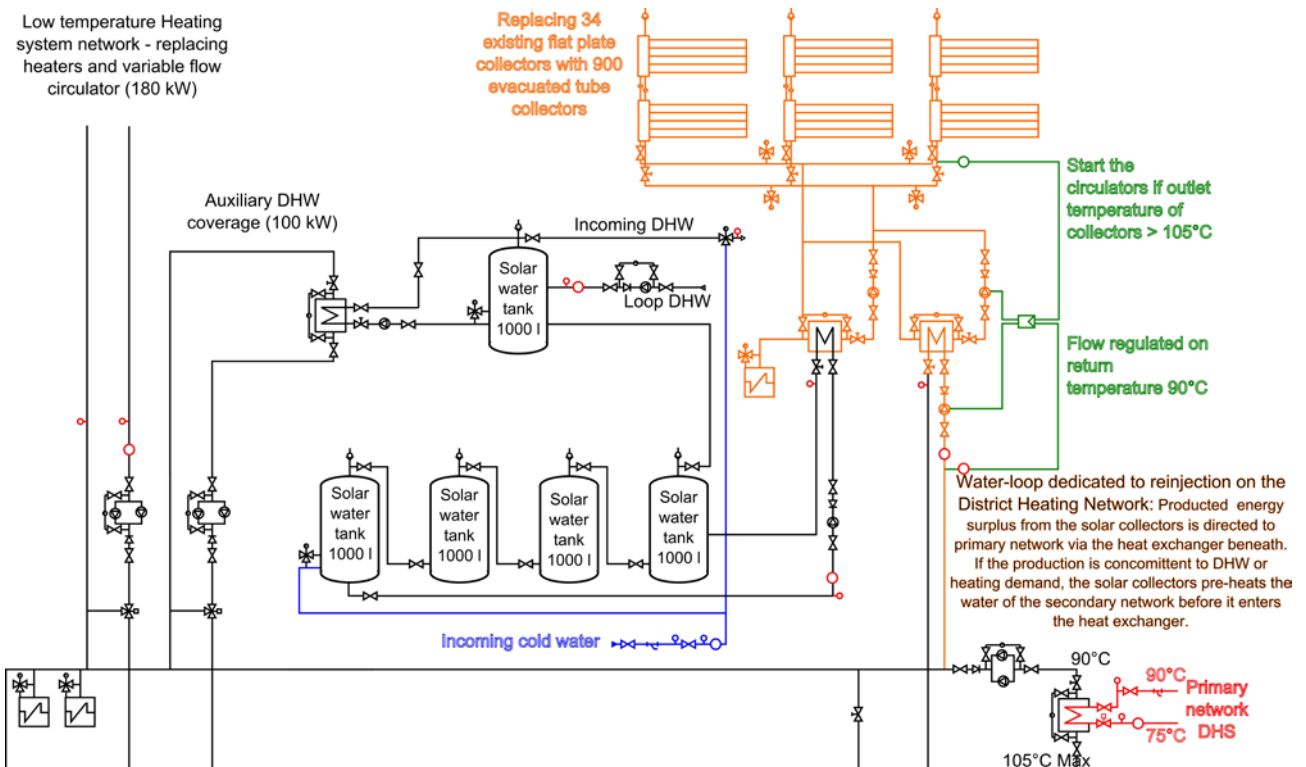 Low temperature Heating
system network - replacing
heaters and variable flow
circulator (180 kW)
Replacing 34
existing flat plate
collectors with 900
evacuated tube
collectors
Start the
circulators if outlet
temperature of
collectors > 105°C
Auxiliary DHW
coverage (100 kW)
Incoming DHW
Solar
water
tank
1000 l
Loop DHW
Flow regulated on
return
temperature 90°C
Solar
water
tank
1000 l
Solar
water
tank
1000 l
Solar
water
tank
1000 l
Solar
water
tank
1000 l
Water-loop dedicated to reinjection on the
District Heating Network: Producted energy
surplus from the solar collectors is directed to
primary network via the heat exchanger beneath.
If the production is concomittent to DHW or
heating demand, the solar collectors pre-heats the
water of the secondary network before it enters
the heat exchanger.
Incoming cold water
90°C
90°C
Primary
network
DHS
75°C
105°C Max